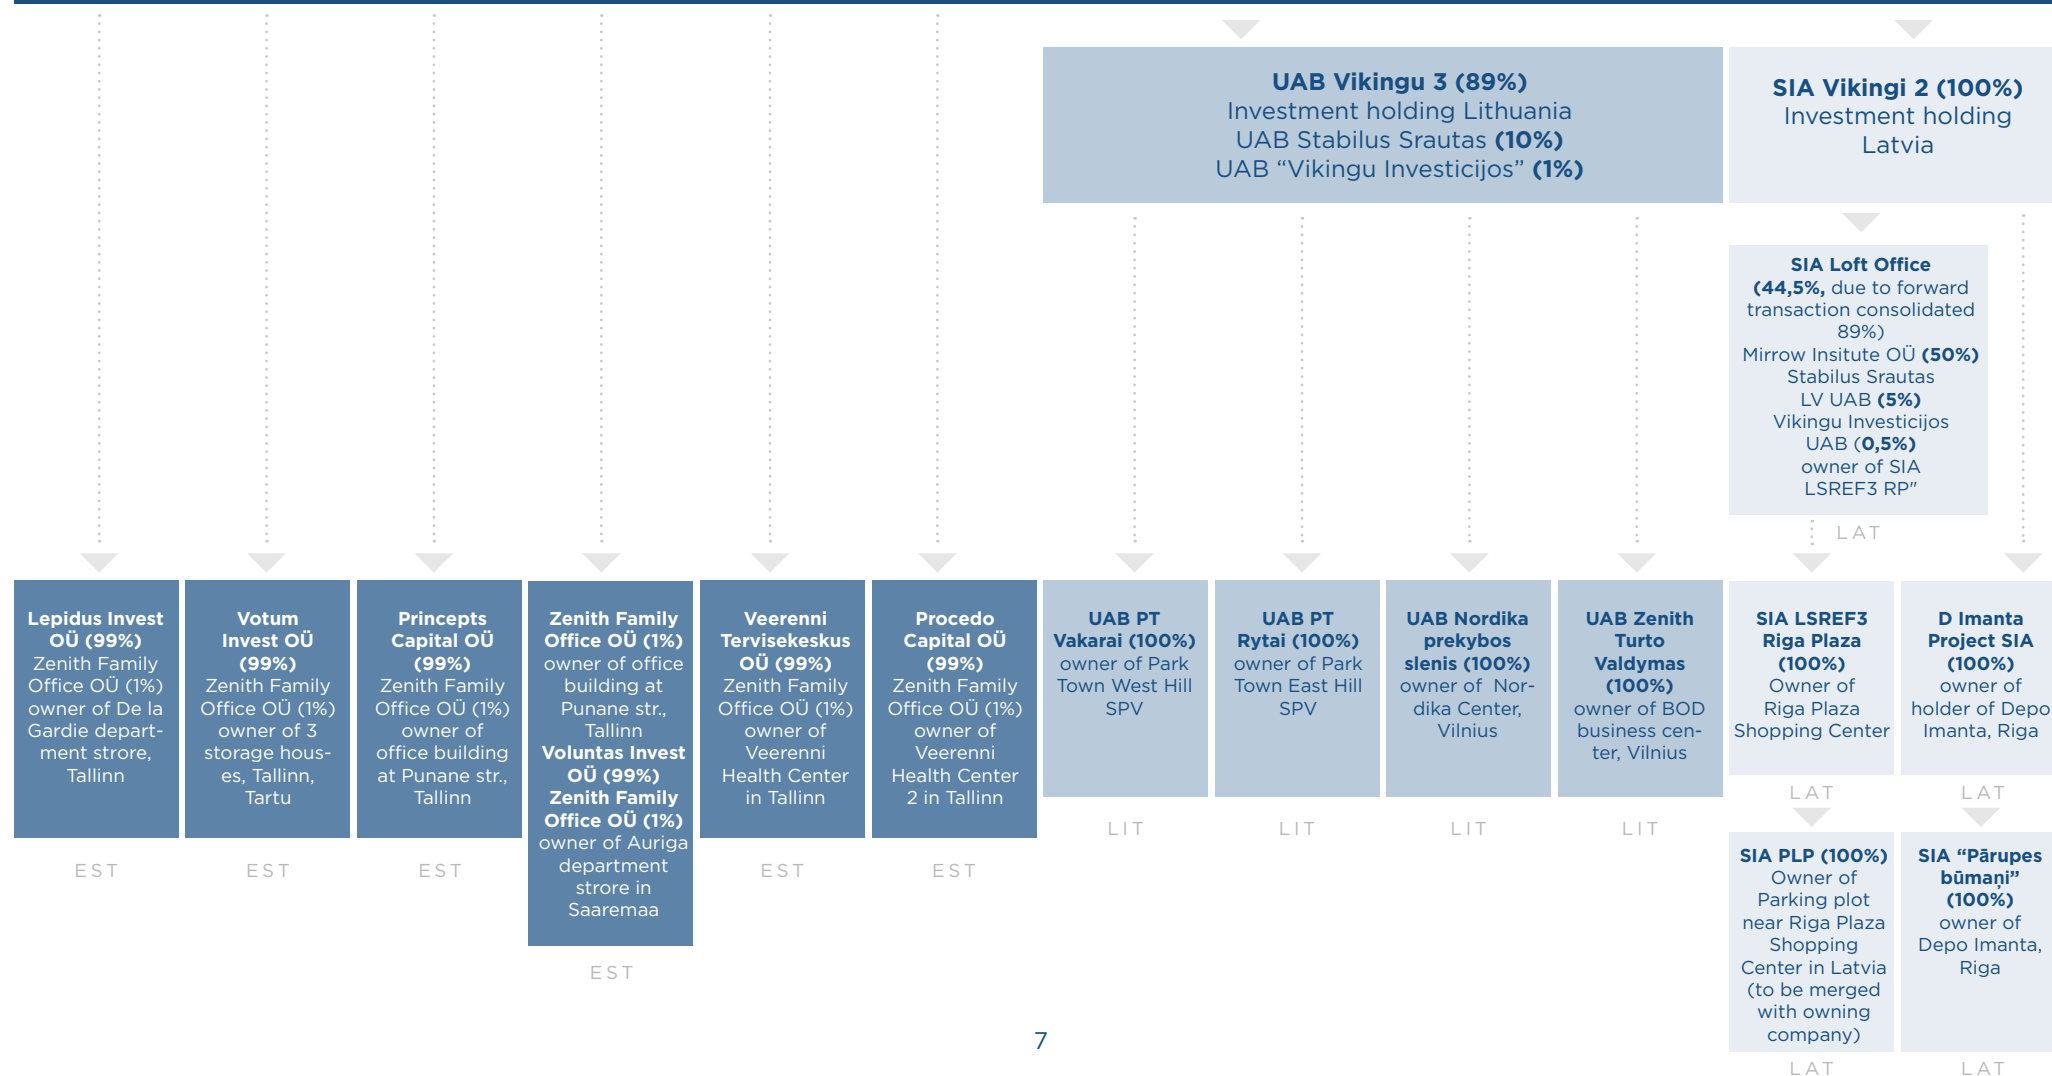 UAB Vikingu 3 (89%)
Investment holding Lithuania
UAB Stabilus Srautas (10%)
UAB “Vikingu Investicijos” (1%)
SIA Vikingi 2 (100%)
Investment holding
Latvia
SIA Loft Office
(44,5%, due to forward
transaction consolidated
89%)
Mirrow Insitute OÜ (50%)
Stabilus Srautas
LV UAB (5%)
Vikingu Investicijos
UAB (0,5%)
owner of SIA
LSREF3 RP"
LAT
Lepidus Invest
OÜ (99%)
Zenith Family
Office OÜ (1%)
owner of De la
Gardie depart-
ment strore,
Tallinn
EST
Votum
Invest OÜ
(99%)
Zenith Family
Office OÜ (1%)
owner of 3
storage hous-
es, Tallinn,
Tartu
EST
Princepts
Capital OÜ
(99%)
Zenith Family
Office OÜ (1%)
owner of
office building
at Punane str.,
Tallinn
EST
Zenith Family
Office OÜ (1%)
owner of office
building at
Punane str.,
Tallinn
Voluntas Invest
OÜ (99%)
Zenith Family
Office OÜ (1%)
owner of Auriga
department
strore in
Saaremaa
EST
Veerenni
Tervisekeskus
OÜ (99%)
Zenith Family
Office OÜ (1%)
owner of
Veerenni
Health Center
in Tallinn
EST
Procedo
Capital OÜ
(99%)
Zenith Family
Office OÜ (1%)
owner of
Veerenni
Health Center
2 in Tallinn
EST
UAB PT
Vakarai (100%)
owner of Park
Town West Hill
SPV
LIT
UAB PT
Rytai (100%)
owner of Park
Town East Hill
SPV
LIT
UAB Nordika
prekybos
slenis (100%)
owner of Nor-
dika Center,
Vilnius
LIT
UAB Zenith
Turto
Valdymas
(100%)
owner of BOD
business cen-
ter, Vilnius
LIT
SIA LSREF3
Riga Plaza
(100%)
Owner of
Riga Plaza
Shopping Center
LAT
D Imanta
Project SIA
(100%)
owner of
holder of Depo
Imanta, Riga
LAT
SIA PLP (100%)
Owner of
Parking plot
near Riga Plaza
Shopping
Center in Latvia
(to be merged
with owning
company)
LAT
SIA “Pārupes
būmaņi”
(100%)
owner of
Depo Imanta,
Riga
LAT
7